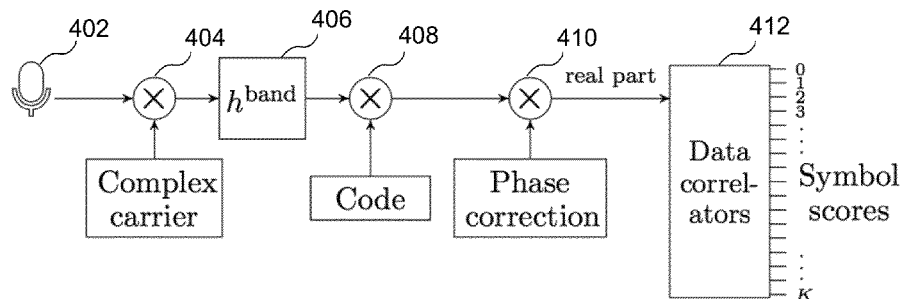 402
404
406
408
410
412
h^band
real part
Complex
carrier
Code
Phase
correction
Data
correl-
ators
0
1
2
3
Symbol
scores
K